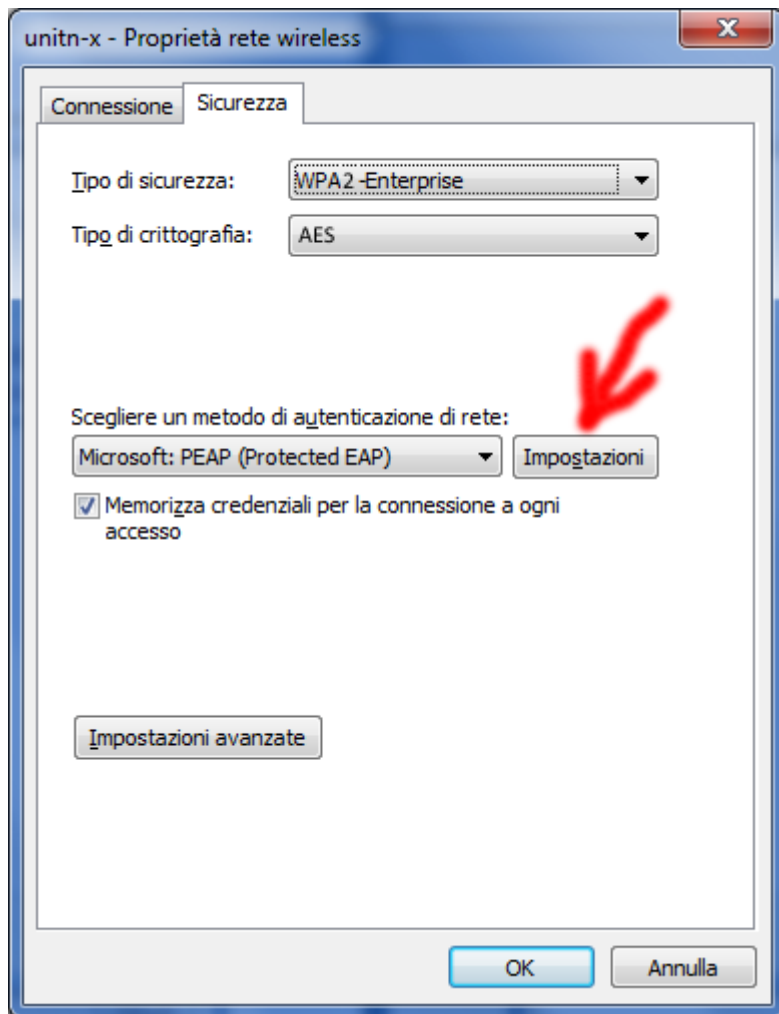 unitn-x - Proprietà rete wireless
Connessione
Sicurezza
Tipo di sicurezza:
WPA2 -Enterprise
Tipo di crittografia:
AES
Scegliere un metodo di autenticazione di rete:
Microsoft: PEAP (Protected EAP)
Impostazioni
Memorizza credenziali per la connessione a ogni
accesso
Impostazioni avanzate
OK
Annulla